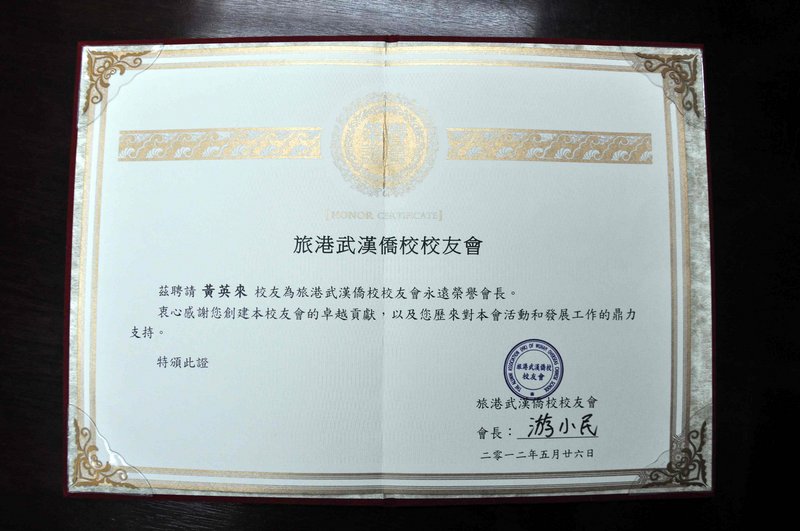 [HONOR CERTIFICATE]
旅港武漢僑校校友會
茲聘請 黃英來 校友為旅港武漢僑校校友會永遠榮譽會長。
衷心感謝您創建本校友會的卓越貢獻，以及您歷來對本會活動和發展工作的鼎力
支持。
特頒此證
旅港武漢僑校
校友會
旅港武漢僑校校友會
會長：游小民
二零一二年五月廿六日